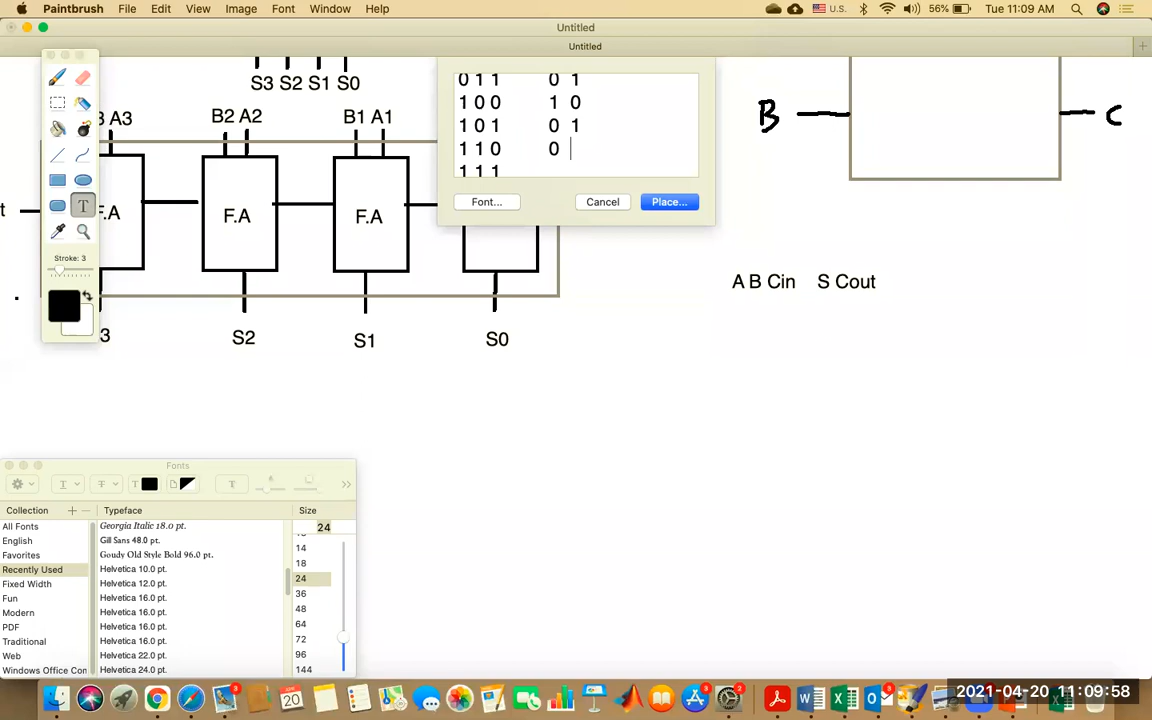 Paintbrush File Edit View Image Font Window Help U.S. 56% Tue 11:09 AM
Untitled
Untitled
S3 S2 S1 S0
0 1 1 0 1
1 0 0 1 0
1 0 1 0 1
1 1 0 0
1 1 1
Font... Cancel Place...
A3 B2 A2 B1 A1
B C
F.A F.A F.A
T
Stroke: 3
A B Cin S Cout
3 S2 S1 S0
Fonts
Collection Typeface Size
24
All Fonts Georgia Italic 18.0 pt.
English Gill Sans 48.0 pt. 14
Favorites Goudy Old Style Bold 96.0 pt. 18
Recently Used Helvetica 10.0 pt. 24
Fixed Width Helvetica 12.0 pt. 36
Fun Helvetica 16.0 pt. 48
Modern Helvetica 16.0 pt. 64
PDF Helvetica 16.0 pt. 72
Traditional Helvetica 16.0 pt. 96
Web Helvetica 22.0 pt. 144
Windows Office Con Helvetica 24.0 pt.
2021-04-20 11:09:58